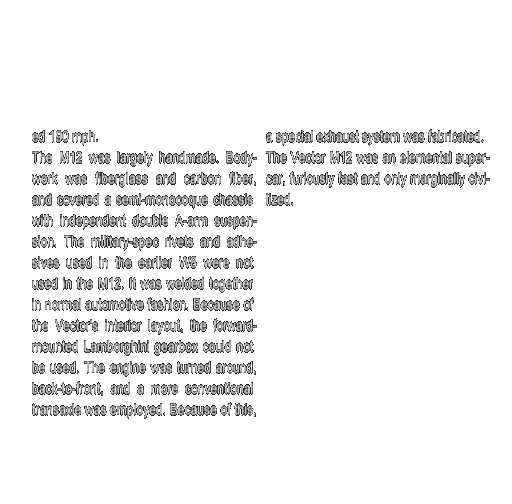 ed 190 mph.
The M12 was largely handmade. Body-
work was fiberglass and carbon fiber,
and covered a semi-monocoque chassis
with independent double A-arm suspen-
sion. The military-spec rivets and adhe-
sives used in the earlier W8 were not
used in the M12. It was welded together
in normal automotive fashion. Because of
the Vector's interior layout, the forward-
mounted Lamborghini gearbox could not
be used. The engine was turned around,
back-to-front, and a more conventional
transaxle was employed. Because of this,
a special exhaust system was fabricated.
The Vector M12 was an elemental super-
car, furiously fast and only marginally civi-
lized.